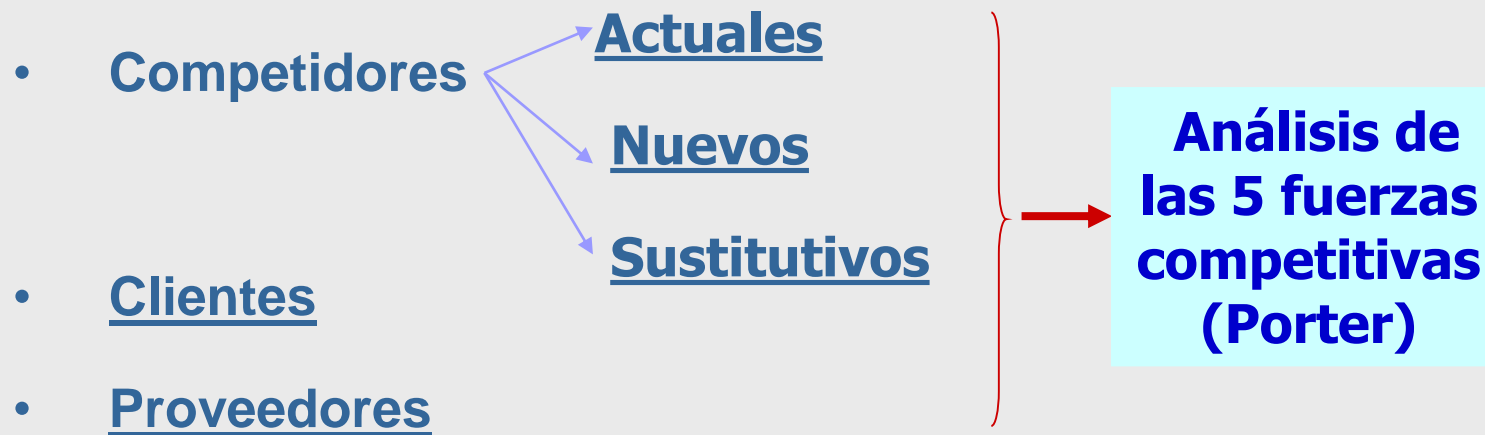 • Competidores
Actuales
Nuevos
Sustitutivos
• Clientes
• Proveedores
Análisis de
las 5 fuerzas
competitivas
(Porter)